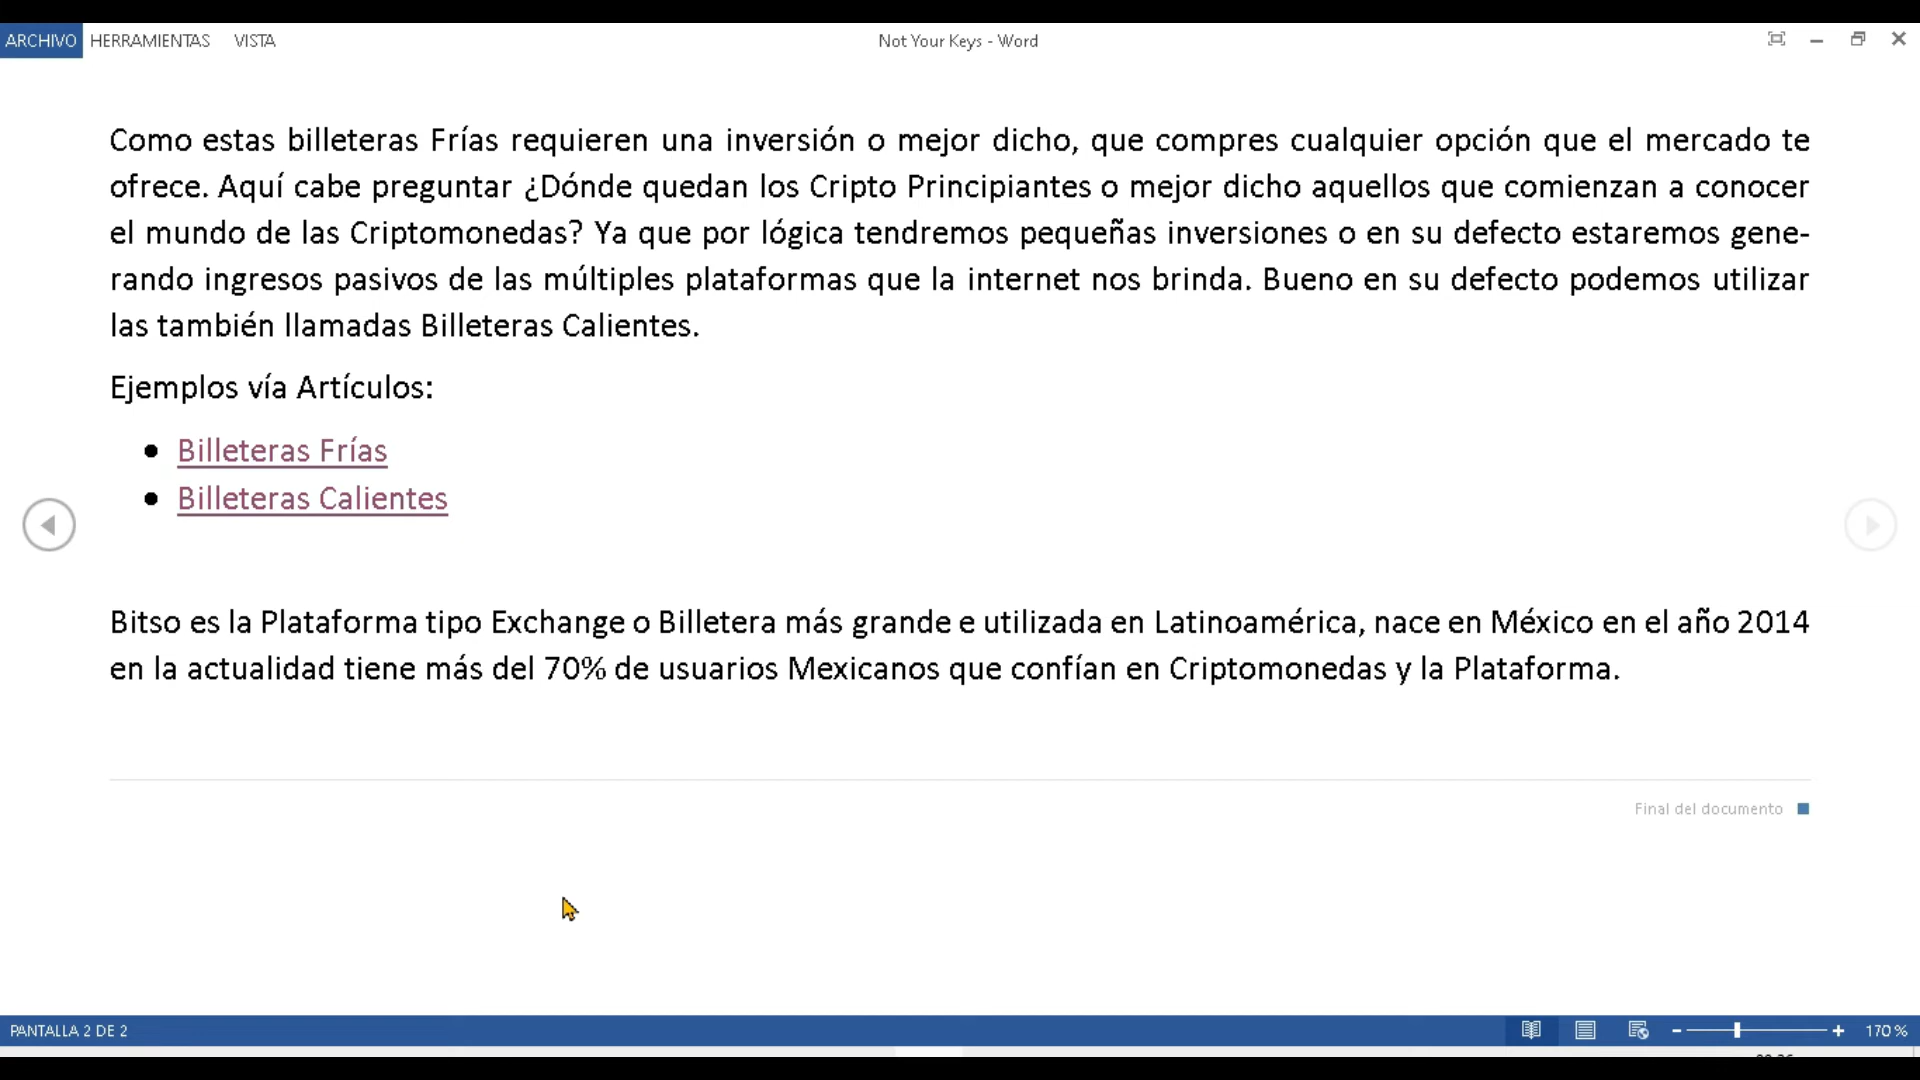 ARCHIVO HERRAMIENTAS VISTA Not Your Keys - Word
Como estas billeteras Frías requieren una inversión o mejor dicho, que compres cualquier opción que el mercado te
ofrece. Aquí cabe preguntar ¿Dónde quedan los Cripto Principiantes o mejor dicho aquellos que comienzan a conocer
el mundo de las Criptomonedas? Ya que por lógica tendremos pequeñas inversiones o en su defecto estaremos gene-
rando ingresos pasivos de las múltiples plataformas que la internet nos brinda. Bueno en su defecto podemos utilizar
las también llamadas Billeteras Calientes.
Ejemplos vía Artículos:
• Billeteras Frías
• Billeteras Calientes
Bitso es la Plataforma tipo Exchange o Billetera más grande e utilizada en Latinoamérica, nace en México en el año 2014
en la actualidad tiene más del 70% de usuarios Mexicanos que confían en Criptomonedas y la Plataforma.
Final del documento
PANTALLA 2 DE 2 170 %